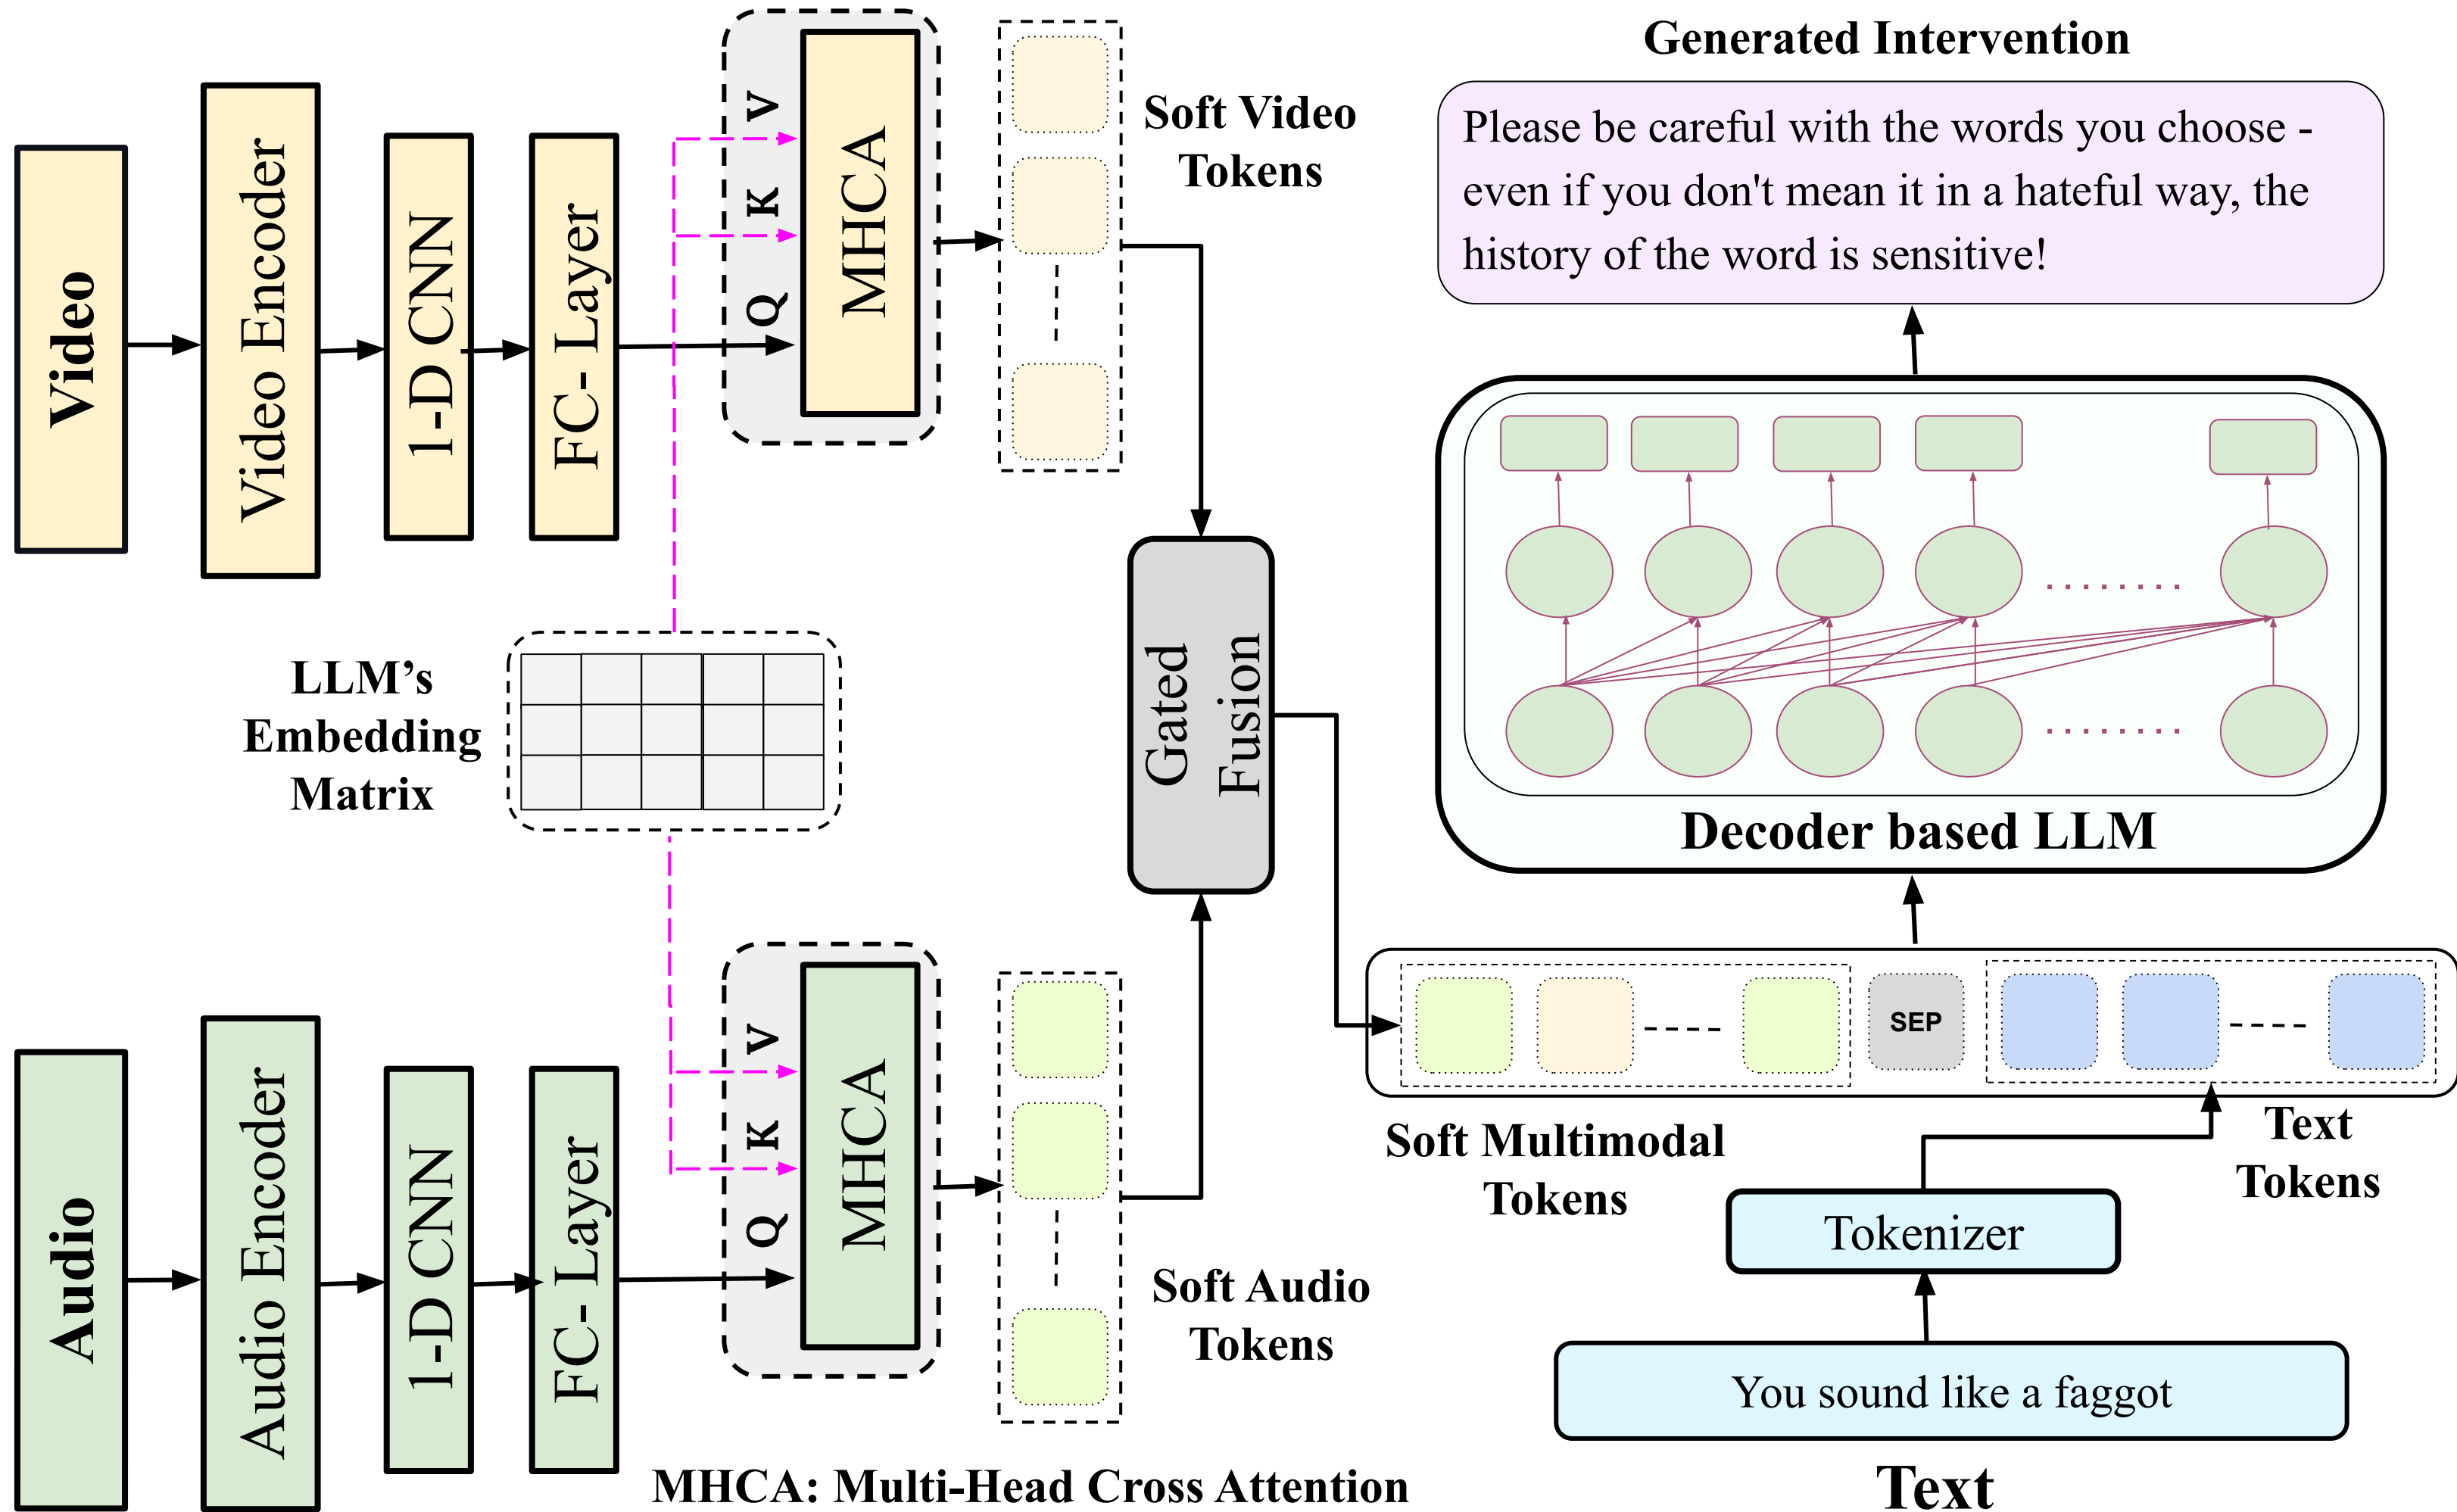 Video
Video Encoder
1-D CNN
FC- Layer
Q
K
V
MHCA
Soft Video
Tokens
LLM's
Embedding
Matrix
Audio
Audio Encoder
1-D CNN
FC- Layer
Q
K
V
MHCA
Soft Audio
Tokens
MHCA: Multi-Head Cross Attention
Gated
Fusion
Generated Intervention
Please be careful with the words you choose -
even if you don't mean it in a hateful way, the
history of the word is sensitive!
Decoder based LLM
SEP
Soft Multimodal
Tokens
Text
Tokens
Tokenizer
You sound like a faggot
Text